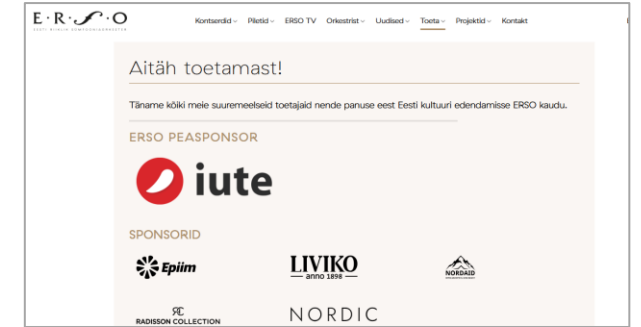 E·R·S·O
EESTI RIIKLIK SÜMFOONIAORKESTER
Kontserdid Piletid ERSO TV Orkestrist Uudised Toeta Projektid Kontakt
Aitäh toetamast!
Täname kõiki meie suuremeelseid toetajaid nende panuse eest Eesti kultuuri edendamisse ERSO kaudu.
ERSO PEASPONSOR
iute
SPONSORID
Epiim
LIVIKO
anno 1898
NORDAID
RC
RADISSON COLLECTION
NORDIC